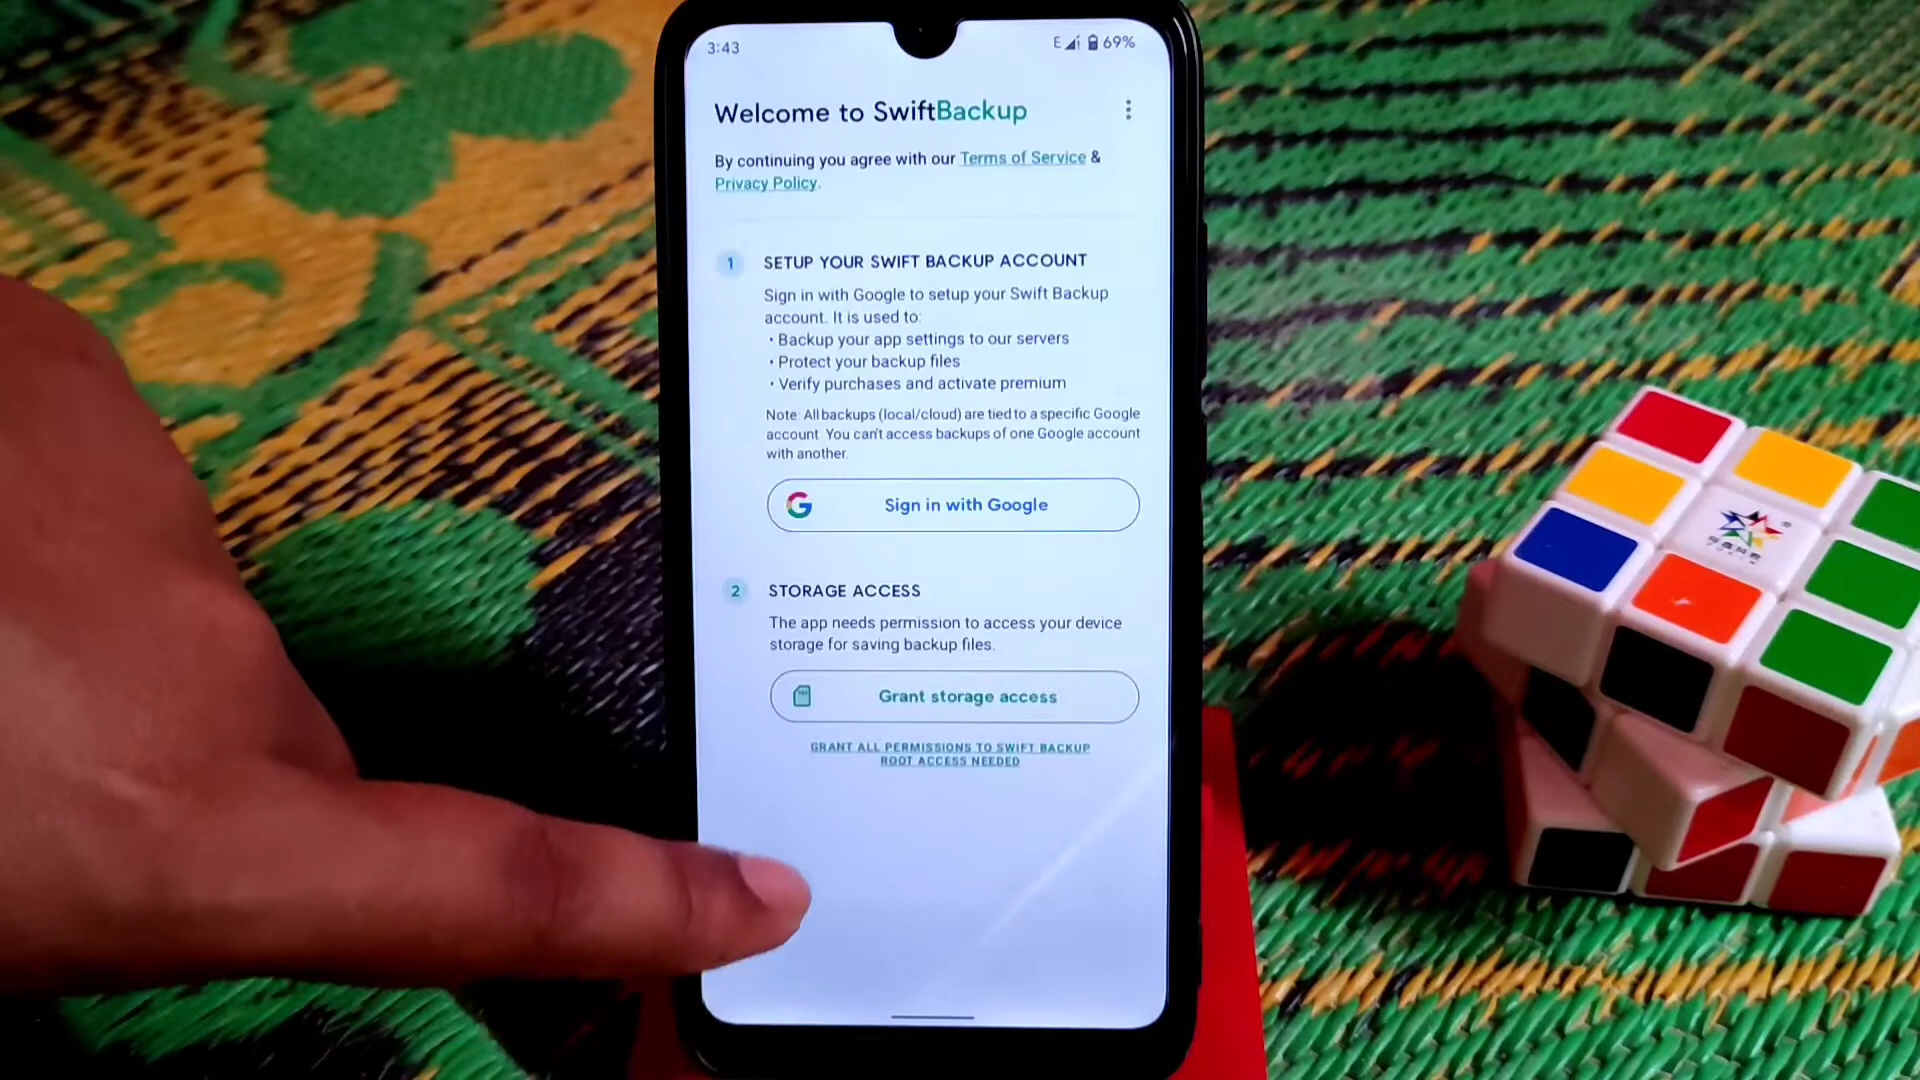 3:43
E 69%
Welcome to SwiftBackup
By continuing you agree with our Terms of Service &
Privacy Policy.
1 SETUP YOUR SWIFT BACKUP ACCOUNT
Sign in with Google to setup your Swift Backup
account. It is used to:
• Backup your app settings to our servers
• Protect your backup files
• Verify purchases and activate premium
Note: All backups (local/cloud) are tied to a specific Google
account. You can't access backups of one Google account
with another.
Sign in with Google
2 STORAGE ACCESS
The app needs permission to access your device
storage for saving backup files.
Grant storage access
GRANT ALL PERMISSIONS TO SWIFT BACKUP
ROOT ACCESS NEEDED